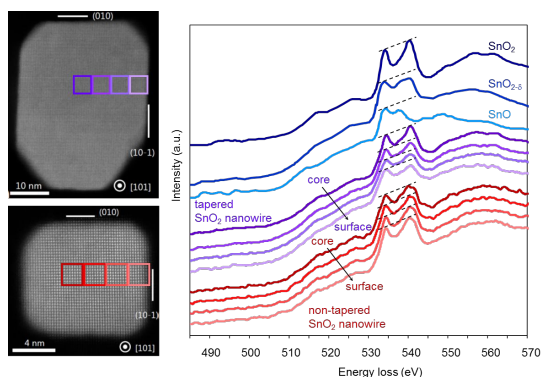 (010)
(10-1)
10 nm
[101]
(010)
(10-1)
4 nm
[101]
Intensity (a.u.)
SnO₂
SnO₂₋δ
SnO
core
tapered
SnO₂ nanowire
surface
core
surface
non-tapered
SnO₂ nanowire
490 500 510 520 530 540 550 560 570
Energy loss (eV)